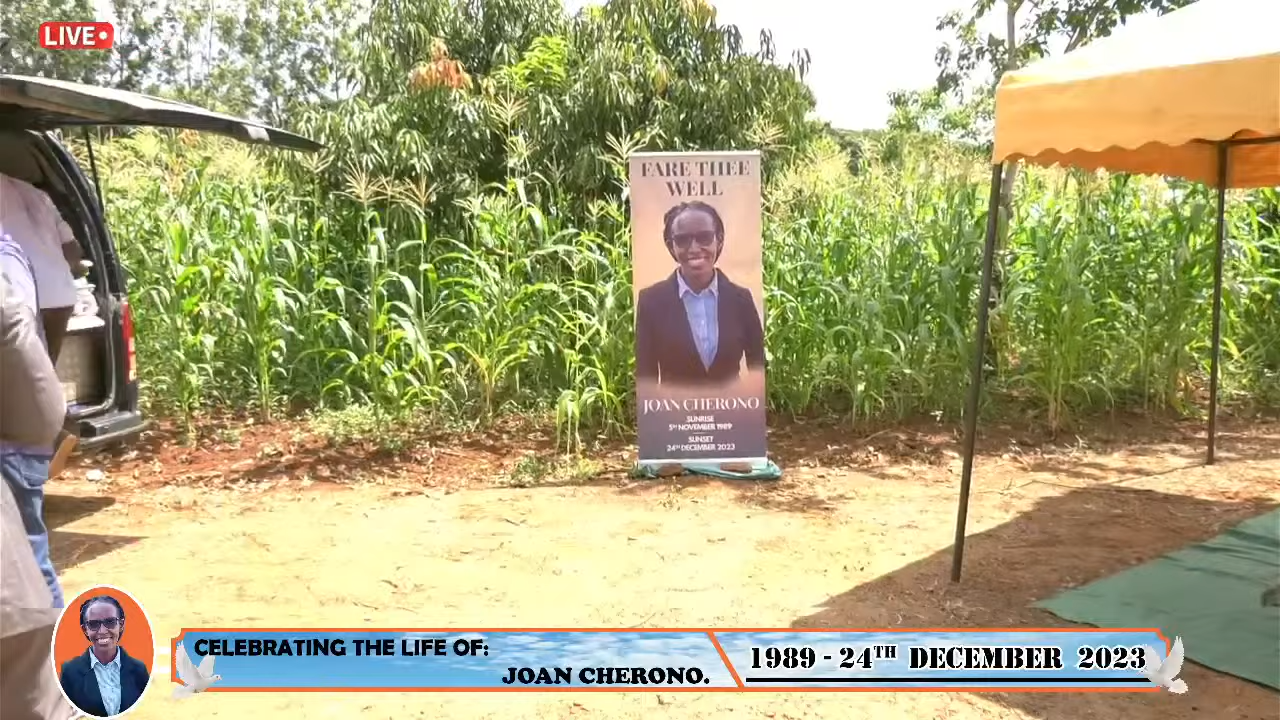 LIVE
FARE THEE
WELL
JOAN CHERONO
SUNRISE
5TH NOVEMBER 1989
SUNSET
24TH DECEMBER 2023
CELEBRATING THE LIFE OF:
JOAN CHERONO.
1989 - 24TH DECEMBER 2023